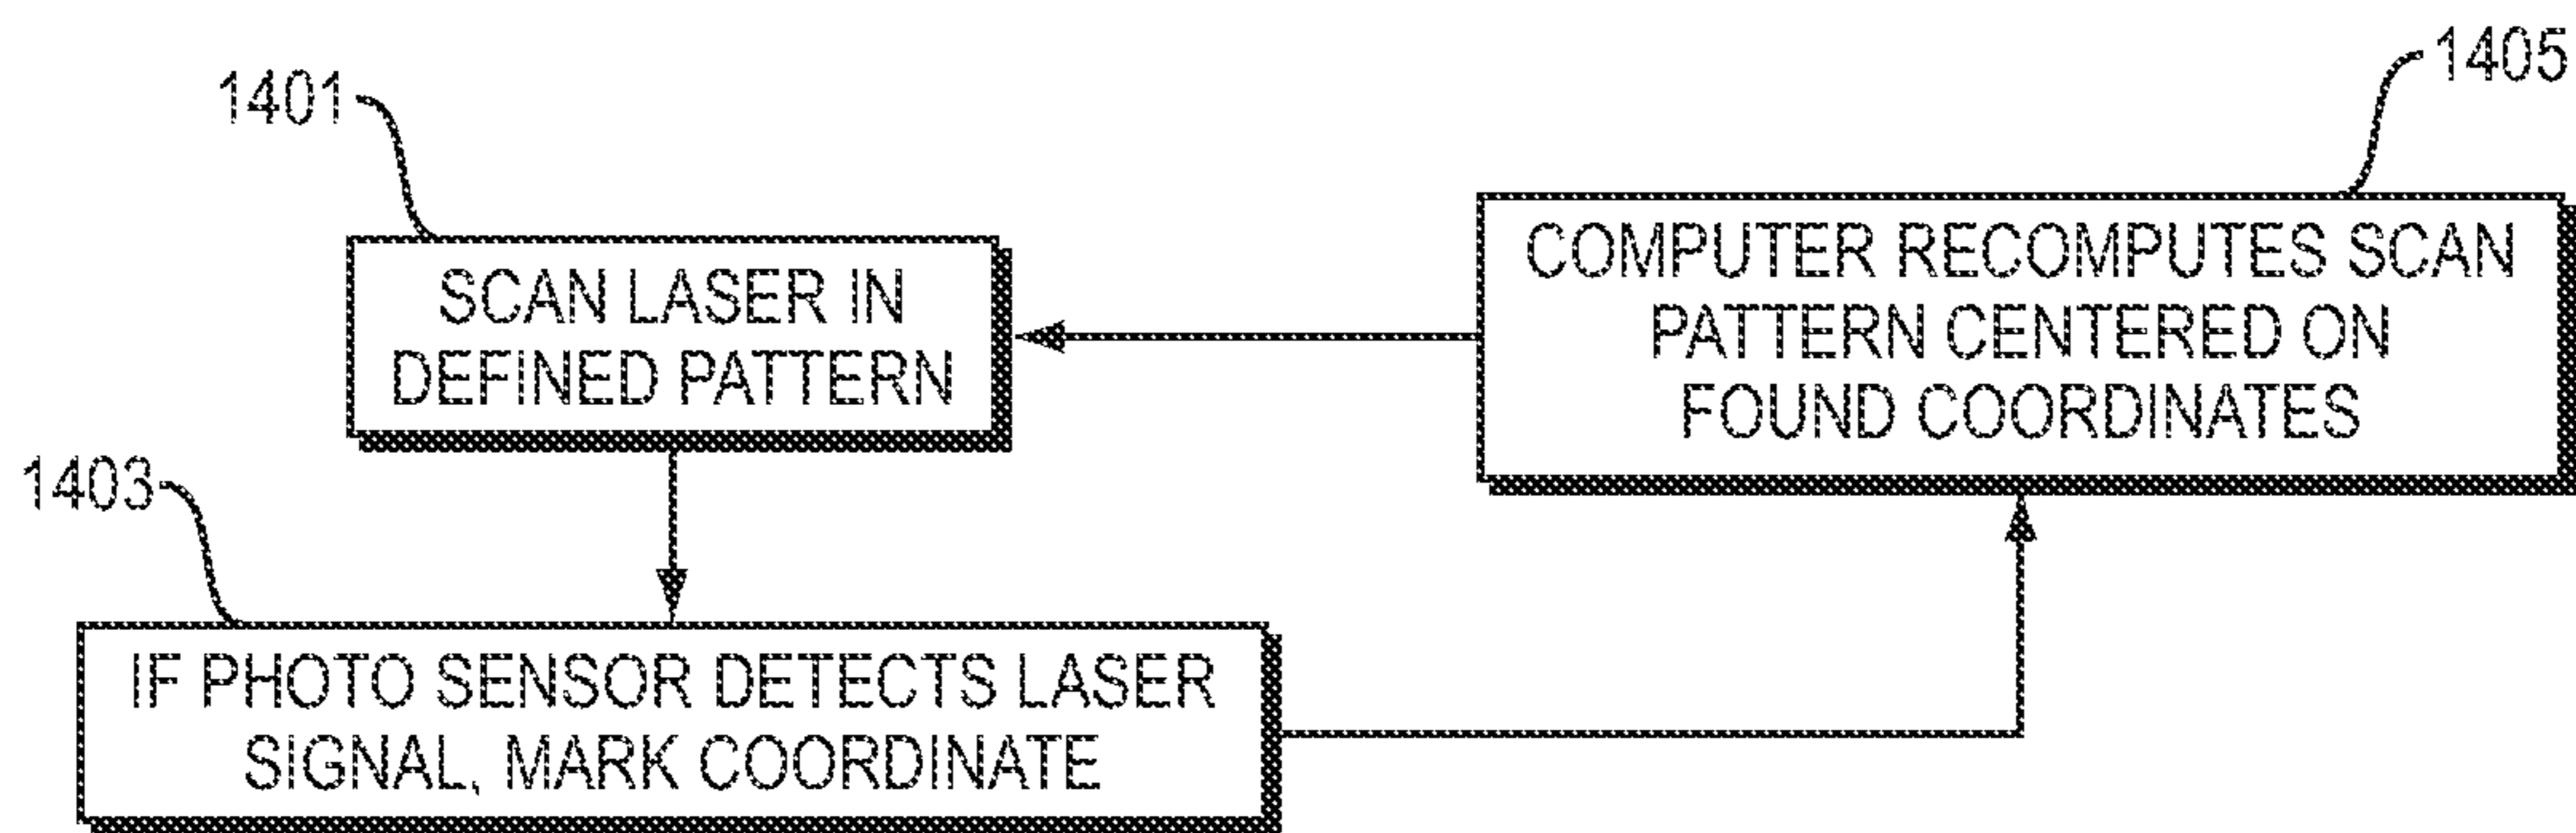 1401
SCAN LASER IN
DEFINED PATTERN
1403
IF PHOTO SENSOR DETECTS LASER
SIGNAL, MARK COORDINATE
1405
COMPUTER RECOMPUTES SCAN
PATTERN CENTERED ON
FOUND COORDINATES